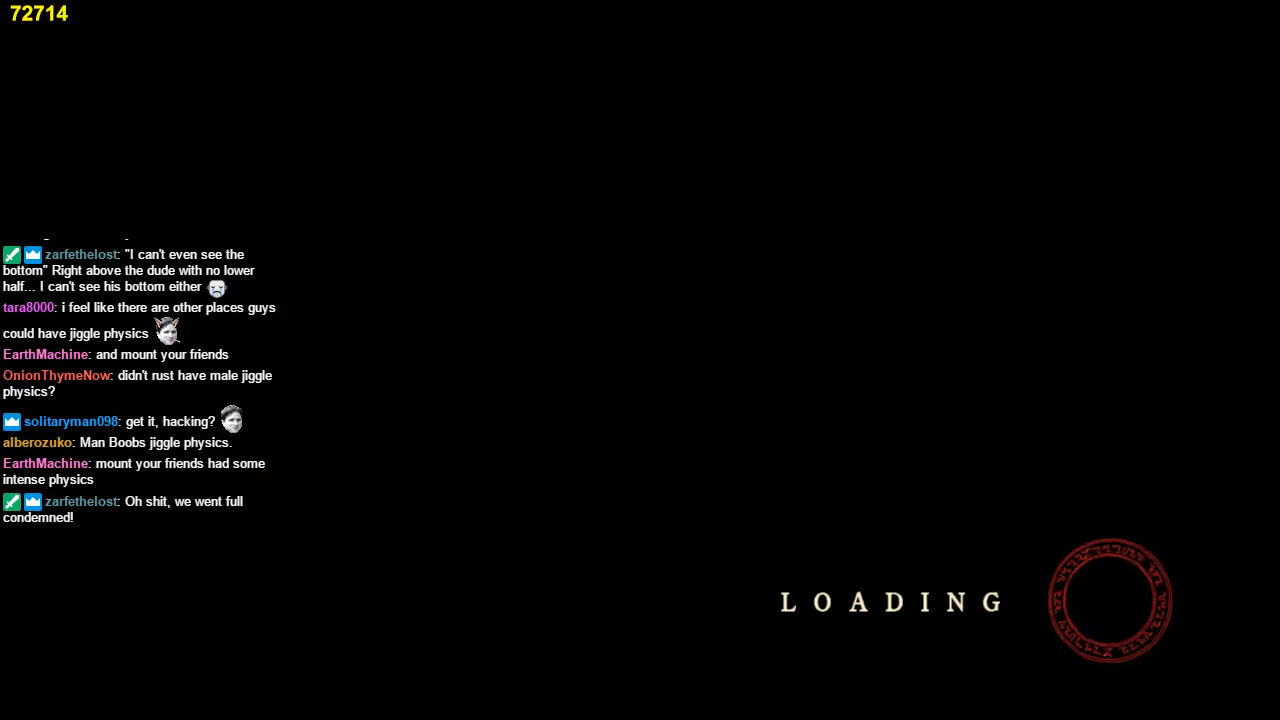 72714
zarfethelost: "I can't even see the
bottom" Right above the dude with no lower
half... I can't see his bottom either
tara8000: i feel like there are other places guys
could have jiggle physics
EarthMachine: and mount your friends
OnionThymeNow: didn't rust have male jiggle
physics?
solitaryman098: get it, hacking?
alberozuko: Man Boobs jiggle physics.
EarthMachine: mount your friends had some
intense physics
zarfethelost: Oh shit, we went full
condemned!
LOADING